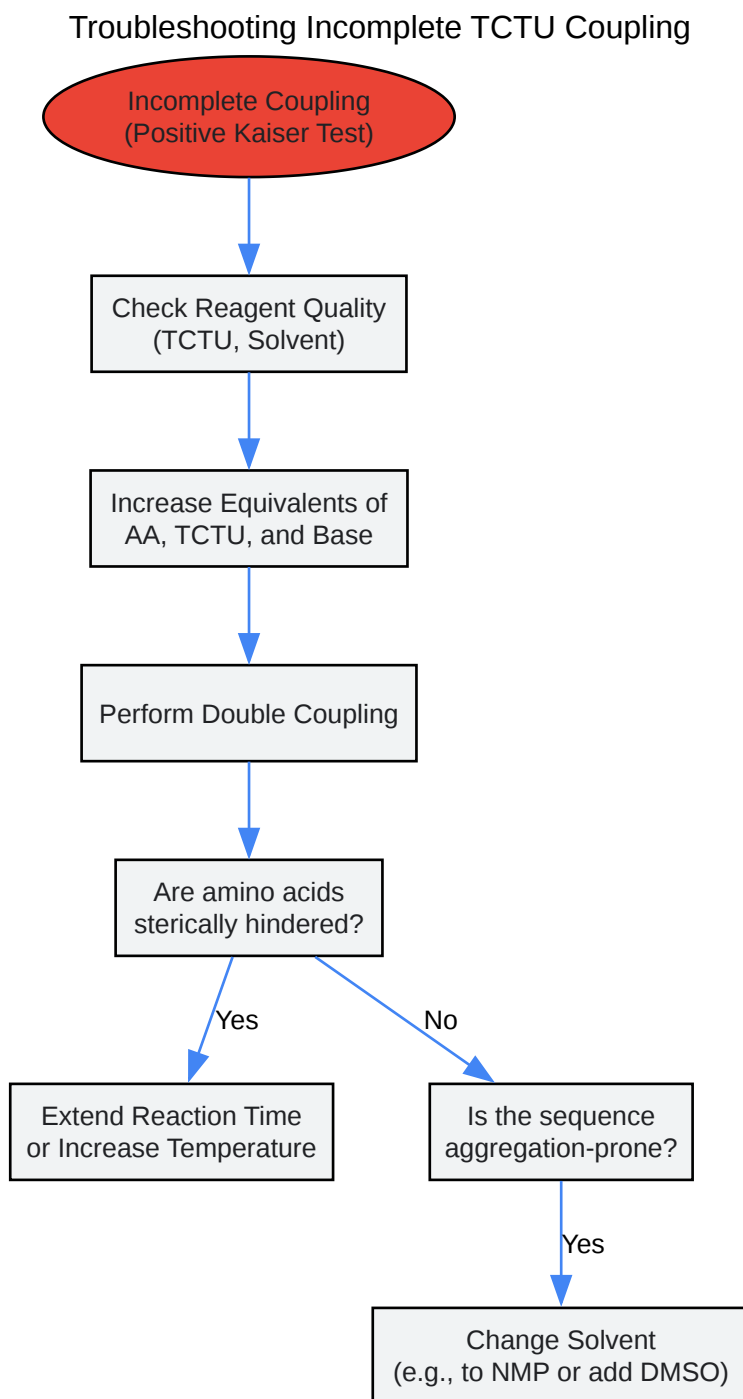 Troubleshooting Incomplete TCTU Coupling
Incomplete Coupling
(Positive Kaiser Test)
Check Reagent Quality
(TCTU, Solvent)
Increase Equivalents of
AA, TCTU, and Base
Perform Double Coupling
Are amino acids
sterically hindered?
Yes
No
Extend Reaction Time
or Increase Temperature
Is the sequence
aggregation-prone?
Yes
Change Solvent
(e.g., to NMP or add DMSO)